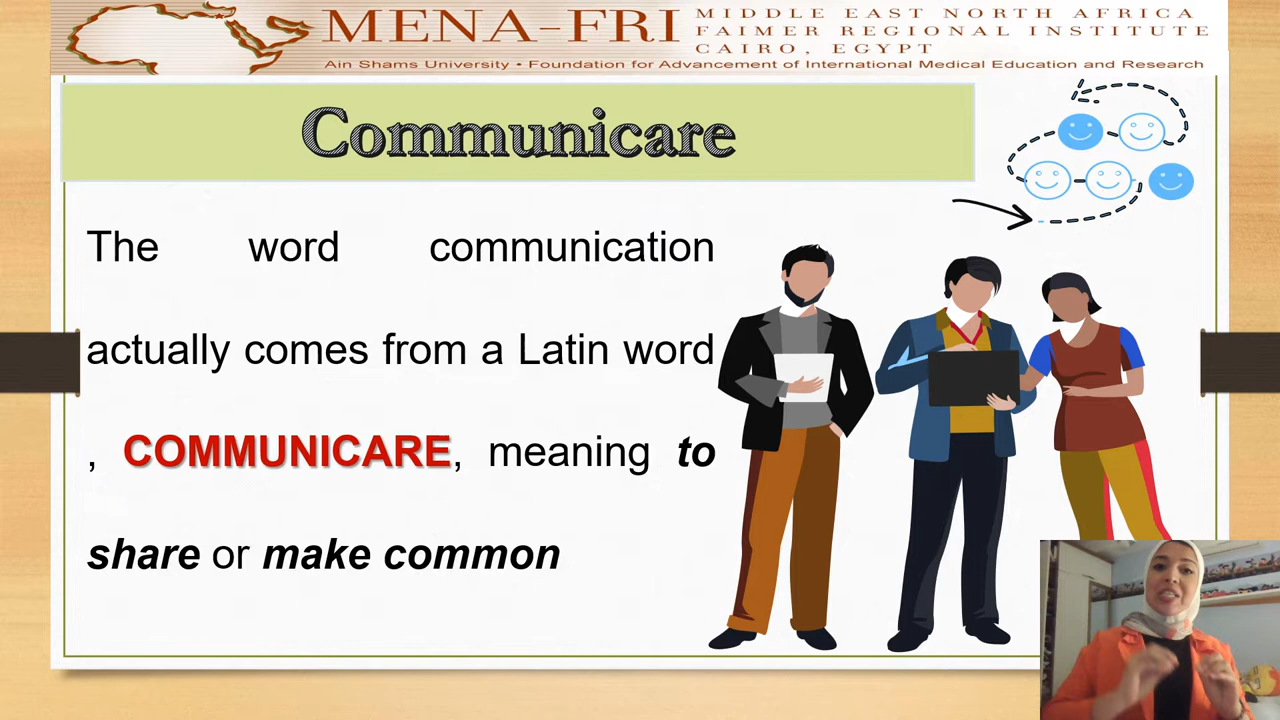 MENA-FRI
MIDDLE EAST NORTH AFRICA
FAIMER REGIONAL INSTITUTE
CAIRO, EGYPT
Ain Shams University • Foundation for Advancement of International Medical Education and Research
Communicare
The word communication
actually comes from a Latin word
, COMMUNICARE, meaning to
share or make common